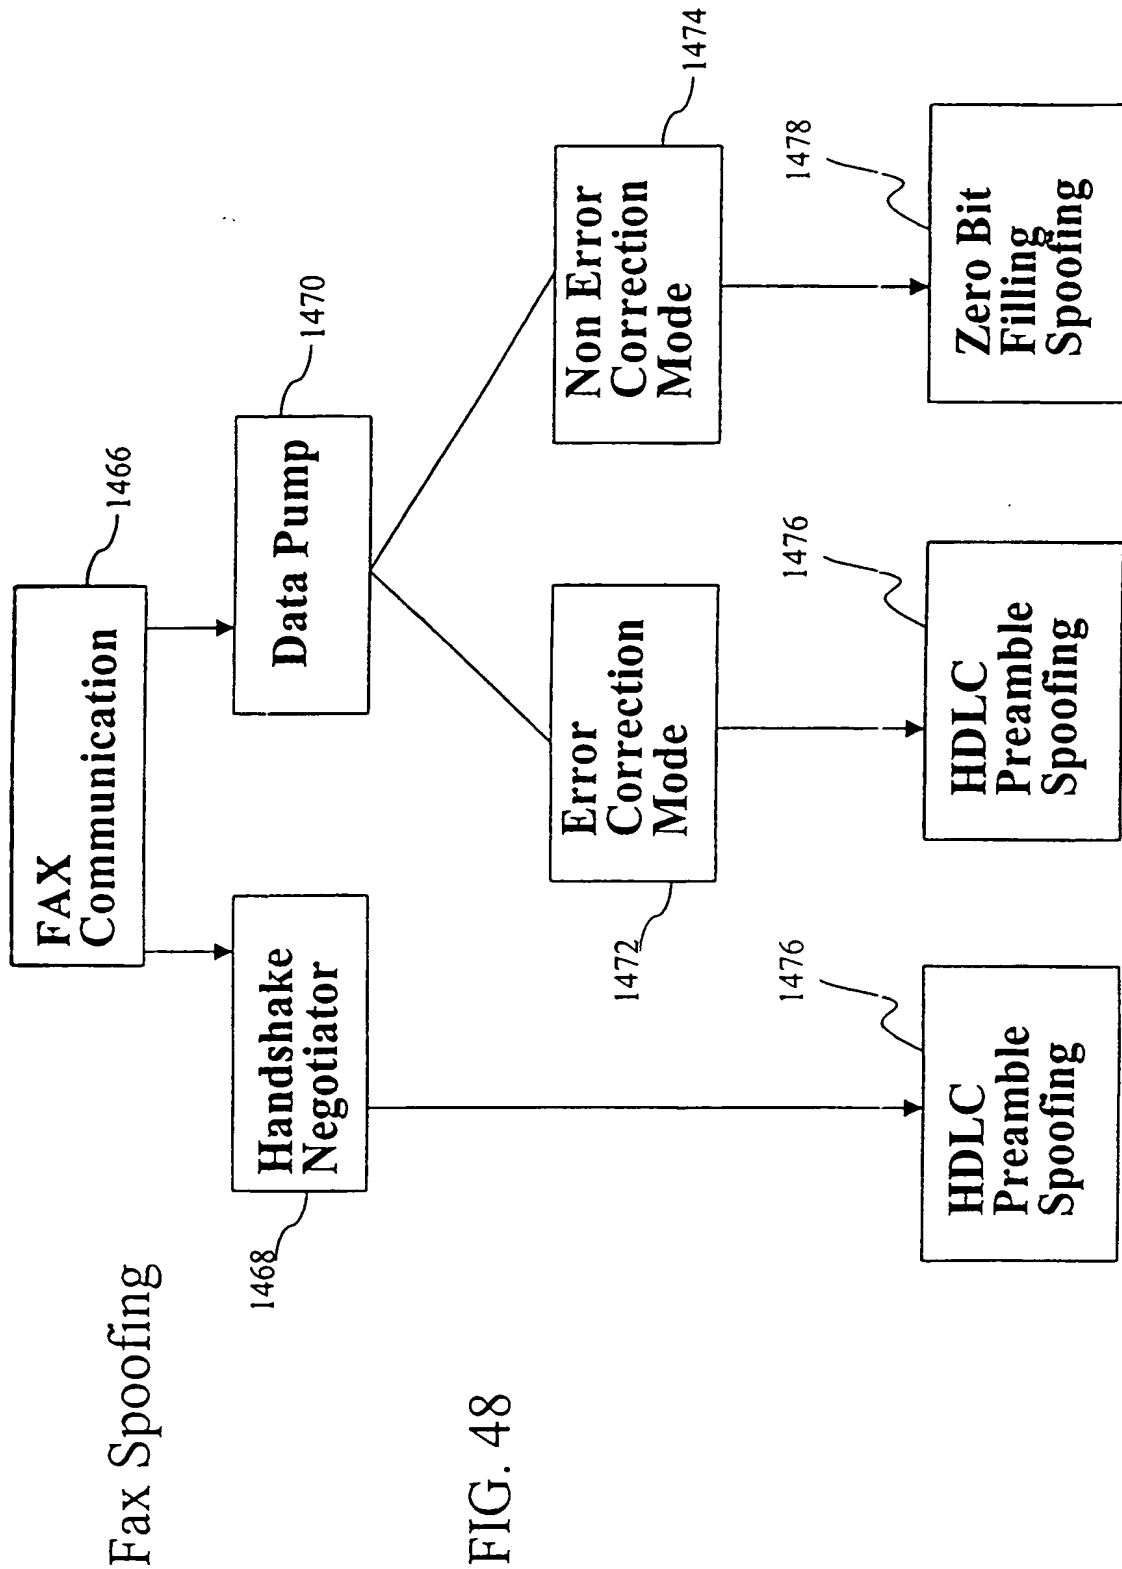 Fax Spoofing
FIG. 48
FAX
Communication
1466
Handshake
Negotiator
1468
Data Pump
1470
Error
Correction
Mode
1472
Non Error
Correction
Mode
1474
HDLC
Preamble
Spoofing
1476
HDLC
Preamble
Spoofing
1476
Zero Bit
Filling
Spoofing
1478